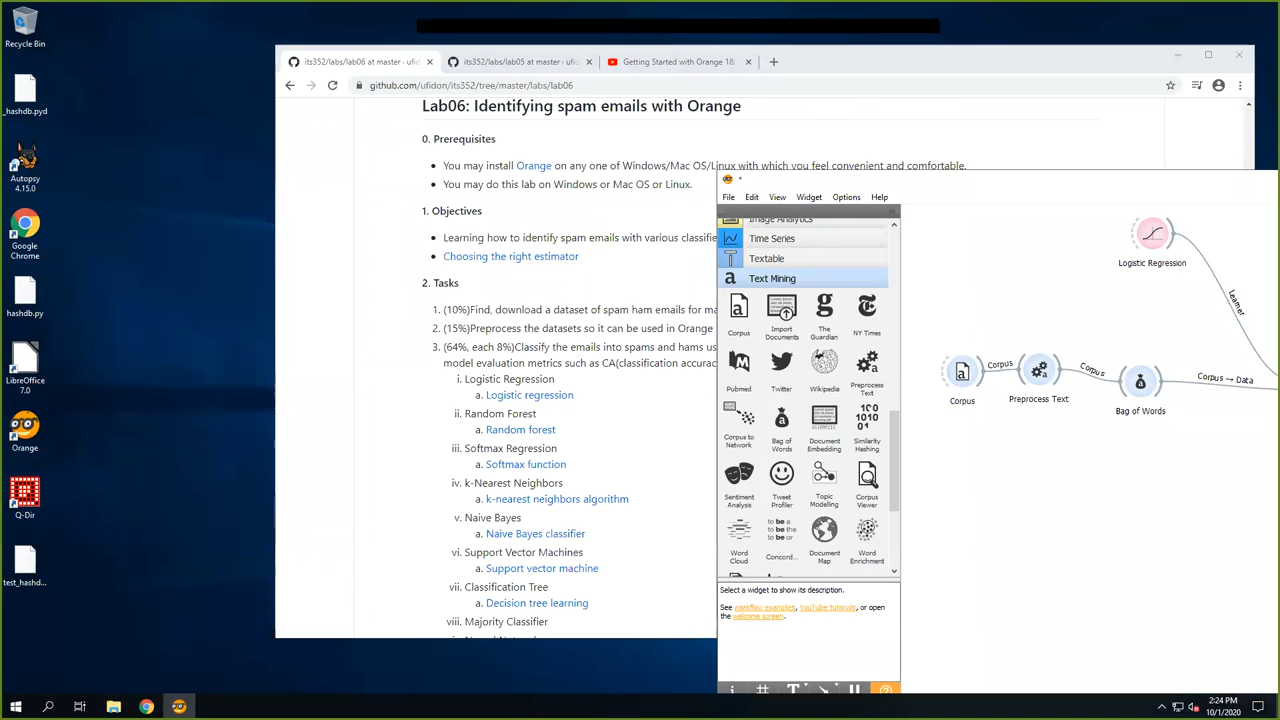 Recycle Bin
_hashdb.pyd
Autopsy
4.15.0
Google
Chrome
hashdb.py
LibreOffice
7.0
Orange
Q-Dir
test_hashd...
its352/labs/lab06 at master · ufi
its352/labs/lab05 at master · ufid
Getting Started with Orange 18:
github.com/ufidon/its352/tree/master/labs/lab06
Lab06: Identifying spam emails with Orange
0. Prerequisites
• You may install Orange on any one of Windows/Mac OS/Linux with which you feel convenient and comfortable.
• You may do this lab on Windows or Mac OS or Linux.
1. Objectives
• Learning how to identify spam emails with various classifie
• Choosing the right estimator
2. Tasks
1. (10%)Find, download a dataset of spam ham emails for ma
2. (15%)Preprocess the datasets so it can be used in Orange
3. (64%, each 8%)Classify the emails into spams and hams us
model evaluation metrics such as CA(classification accurac
i. Logistic Regression
a. Logistic regression
ii. Random Forest
a. Random forest
iii. Softmax Regression
a. Softmax function
iv. k-Nearest Neighbors
a. k-nearest neighbors algorithm
v. Naive Bayes
a. Naive Bayes classifier
vi. Support Vector Machines
a. Support vector machine
vii. Classification Tree
a. Decision tree learning
viii. Majority Classifier
*
File Edit View Widget Options Help
Image Analytics
Time Series
Textable
Text Mining
Corpus
Import
Documents
The
Guardian
NY Times
Pubmed
Twitter
Wikipedia
Preprocess
Text
Corpus to
Network
Bag of
Words
Document
Embedding
Similarity
Hashing
Sentiment
Analysis
Tweet
Profiler
Topic
Modelling
Corpus
Viewer
Word
Cloud
Concord...
Document
Map
Word
Enrichment
Select a widget to show its description.
See workflow examples, YouTube tutorials, or open
the welcome screen.
Logistic Regression
Learner
Corpus
Corpus
Preprocess Text
Corpus
Bag of Words
Corpus → Data
2:24 PM
10/1/2020